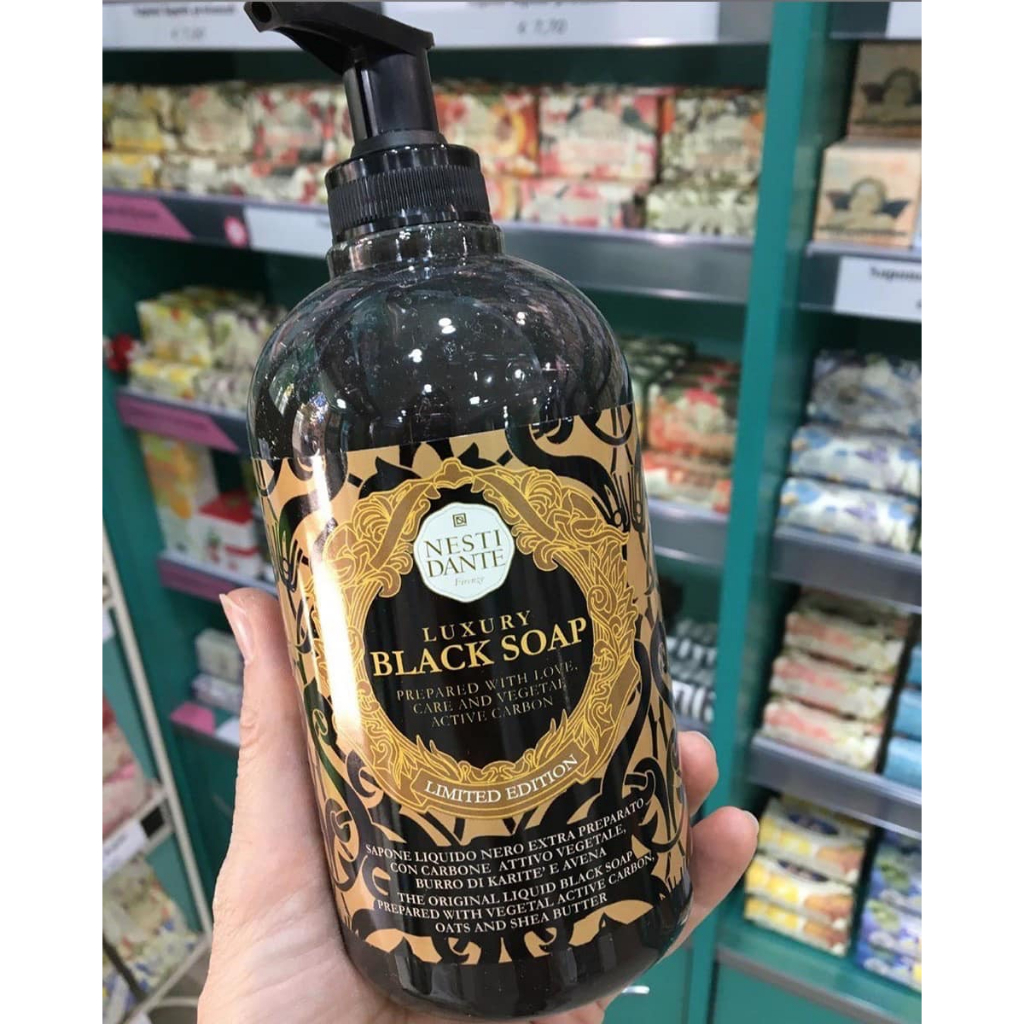 NESTI
DANTE
Firenze
LUXURY
BLACK SOAP
PREPARED WITH LOVE,
CARE AND VEGETAL
ACTIVE CARBON
LIMITED EDITION
SAPONE LIQUIDO NERO EXTRA PREPARATO
CON CARBONE ATTIVO VEGETALE,
BURRO DI KARITE' E AVENA
THE ORIGINAL LIQUID BLACK SOAP
PREPARED WITH VEGETAL ACTIVE CARBON,
OATS AND SHEA BUTTER